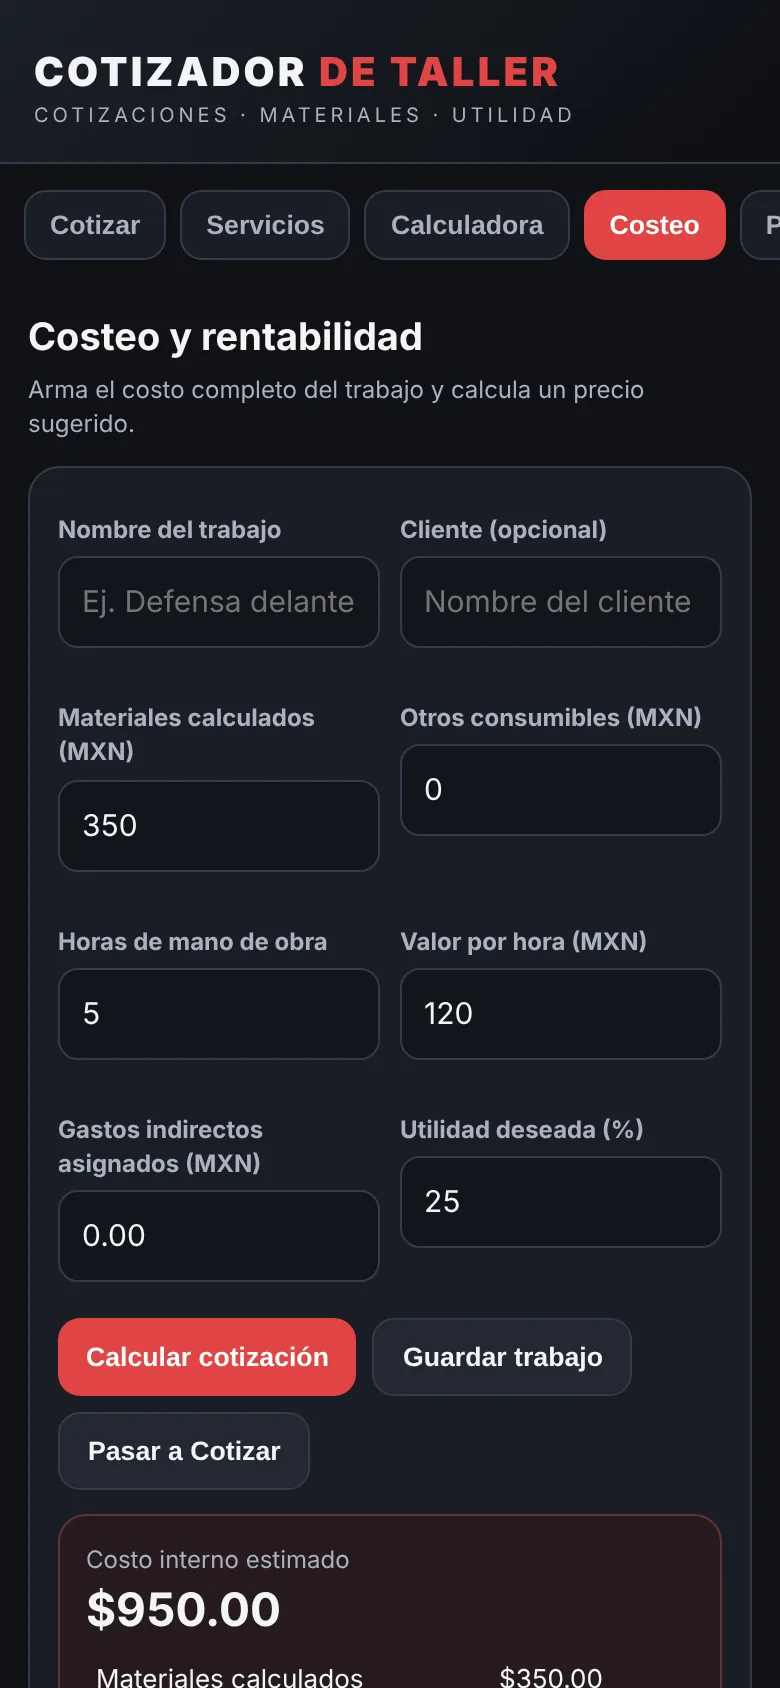 COTIZADOR DE TALLER
COTIZACIONES · MATERIALES · UTILIDAD
Cotizar Servicios Calculadora Costeo P
Costeo y rentabilidad
Arma el costo completo del trabajo y calcula un precio
sugerido.
Nombre del trabajo Cliente (opcional)
Ej. Defensa delante Nombre del cliente
Materiales calculados
(MXN)
Otros consumibles (MXN)
350
0
Horas de mano de obra Valor por hora (MXN)
5 120
Gastos indirectos
asignados (MXN)
Utilidad deseada (%)
0.00
25
Calcular cotización Guardar trabajo
Pasar a Cotizar
Costo interno estimado
$950.00
Materiales calculados $350.00